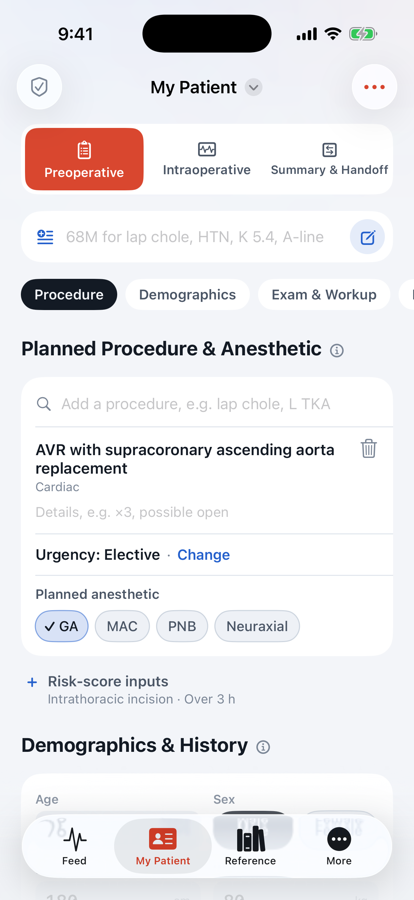 9:41
My Patient
Preoperative
Intraoperative
Summary & Handoff
68M for lap chole, HTN, K 5.4, A-line
Procedure
Demographics
Exam & Workup
Planned Procedure & Anesthetic
Add a procedure, e.g. lap chole, L TKA
AVR with supracoronary ascending aorta
replacement
Cardiac
Details, e.g. ×3, possible open
Urgency: Elective · Change
Planned anesthetic
✓ GA
MAC
PNB
Neuraxial
+ Risk-score inputs
Intrathoracic incision · Over 3 h
Demographics & History
Age
Sex
Feed
My Patient
Reference
More